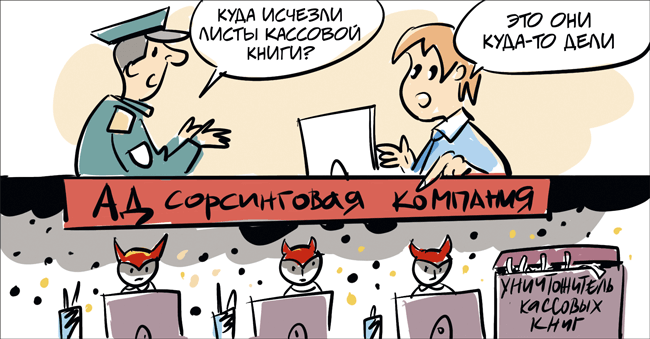 КУДА ИСЧЕЗЛИ
ЛИСТЫ КАССОВОЙ
КНИГИ?
ЭТО ОНИ
КУДА-ТО ДЕЛИ
АД СОРСИНГОВАЯ КОМПАНИЯ
УНИЧТОЖИТЕЛЬ
КАССОВЫХ
КНИГ